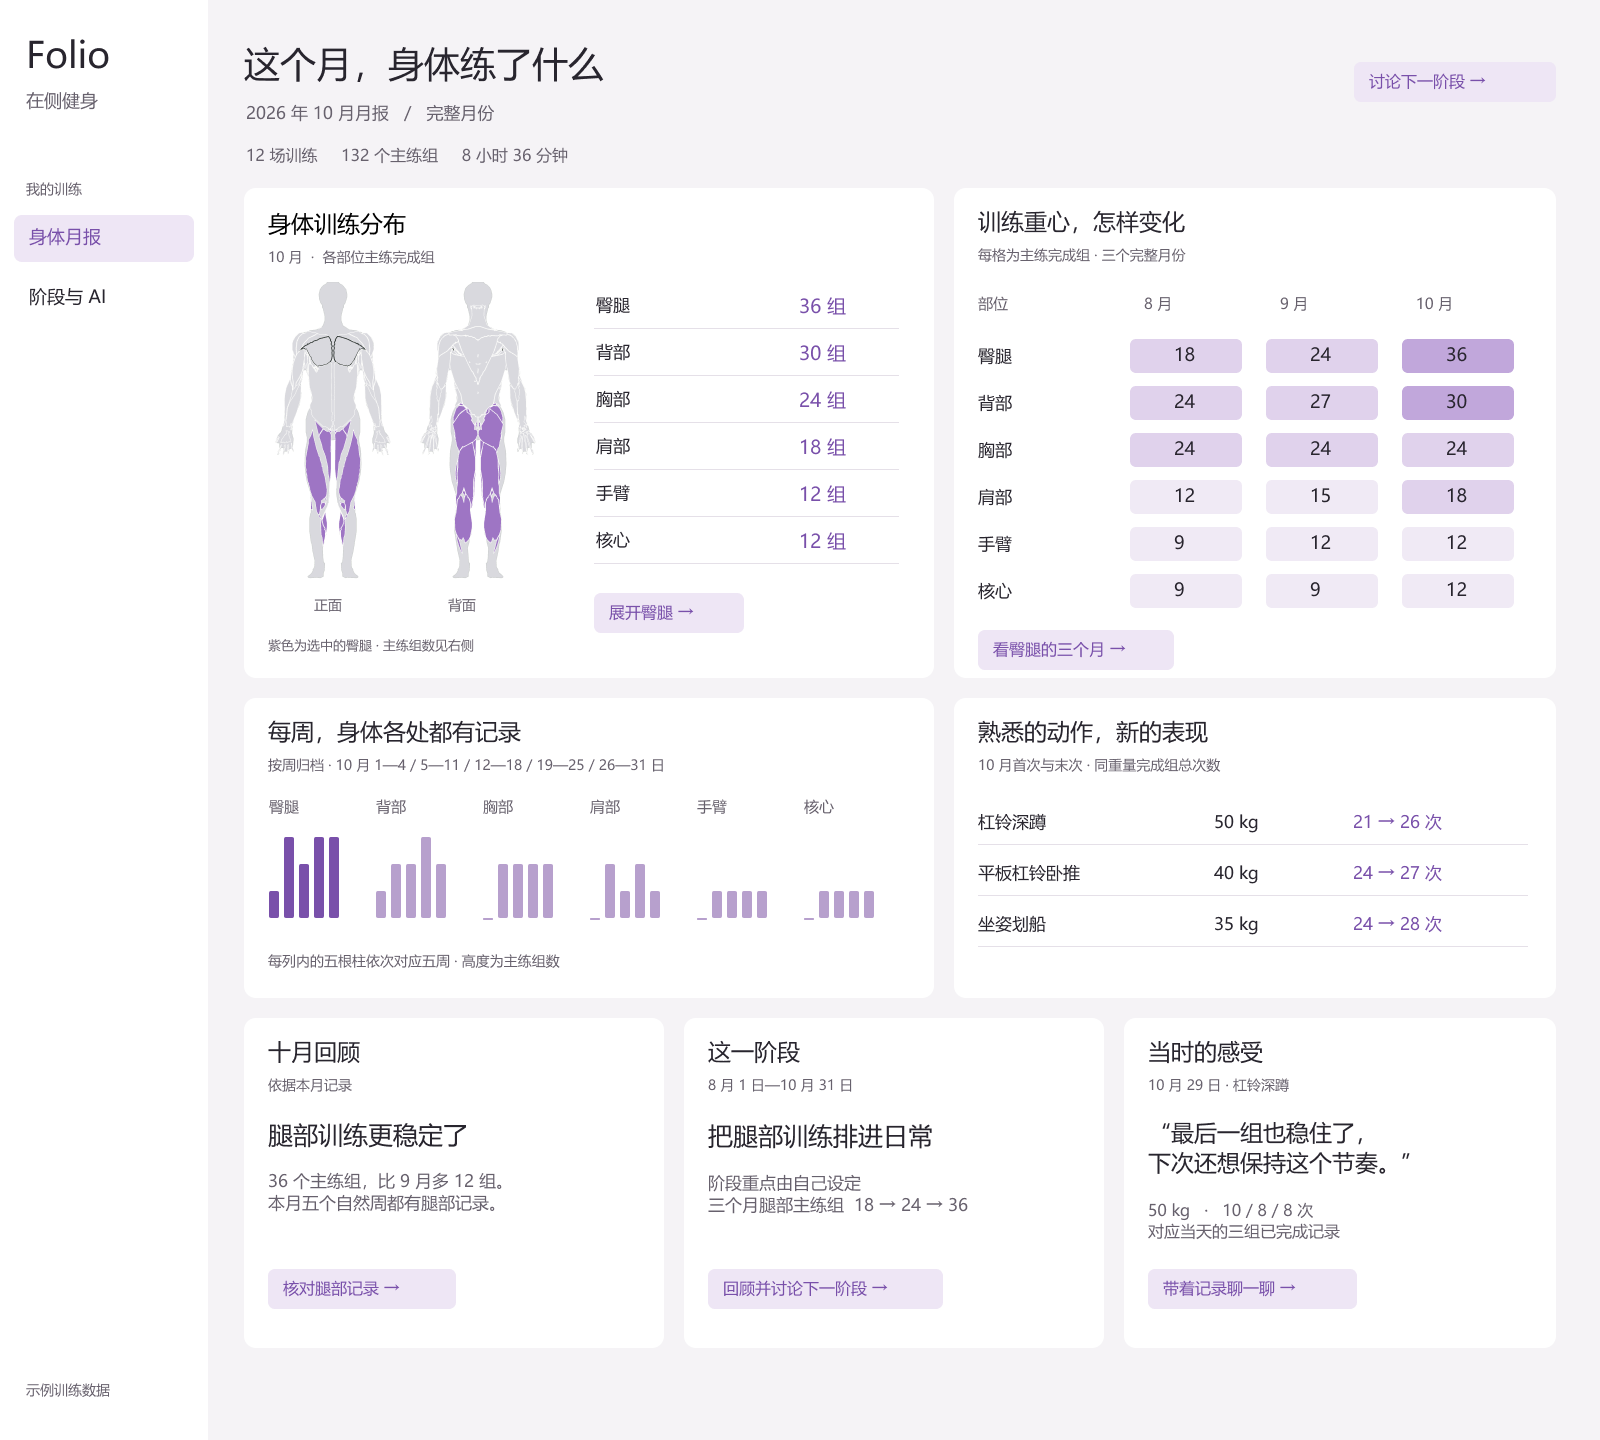 Folio
在侧健身
我的训练
身体月报
阶段与 AI
示例训练数据
这个月，身体练了什么
2026 年 10 月月报 / 完整月份
12 场训练 132 个主练组 8 小时 36 分钟
讨论下一阶段 →
身体训练分布
10 月 · 各部位主练完成组
臀腿 36 组
背部 30 组
胸部 24 组
肩部 18 组
手臂 12 组
核心 12 组
正面 背面
展开臀腿 →
紫色为选中的臀腿 · 主练组数见右侧
训练重心，怎样变化
每格为主练完成组 · 三个完整月份
部位 8 月 9 月 10 月
臀腿 18 24 36
背部 24 27 30
胸部 24 24 24
肩部 12 15 18
手臂 9 12 12
核心 9 9 12
看臀腿的三个月 →
每周，身体各处都有记录
按周归档 · 10 月 1—4 / 5—11 / 12—18 / 19—25 / 26—31 日
臀腿 背部 胸部 肩部 手臂 核心
每列内的五根柱依次对应五周 · 高度为主练组数
熟悉的动作，新的表现
10 月首次与末次 · 同重量完成组总次数
杠铃深蹲 50 kg 21 → 26 次
平板杠铃卧推 40 kg 24 → 27 次
坐姿划船 35 kg 24 → 28 次
十月回顾
依据本月记录
腿部训练更稳定了
36 个主练组，比 9 月多 12 组。
本月五个自然周都有腿部记录。
核对腿部记录 →
这一阶段
8 月 1 日—10 月 31 日
把腿部训练排进日常
阶段重点由自己设定
三个月腿部主练组 18 → 24 → 36
回顾并讨论下一阶段 →
当时的感受
10 月 29 日 · 杠铃深蹲
“最后一组也稳住了，
下次还想保持这个节奏。”
50 kg · 10 / 8 / 8 次
对应当天的三组已完成记录
带着记录聊一聊 →